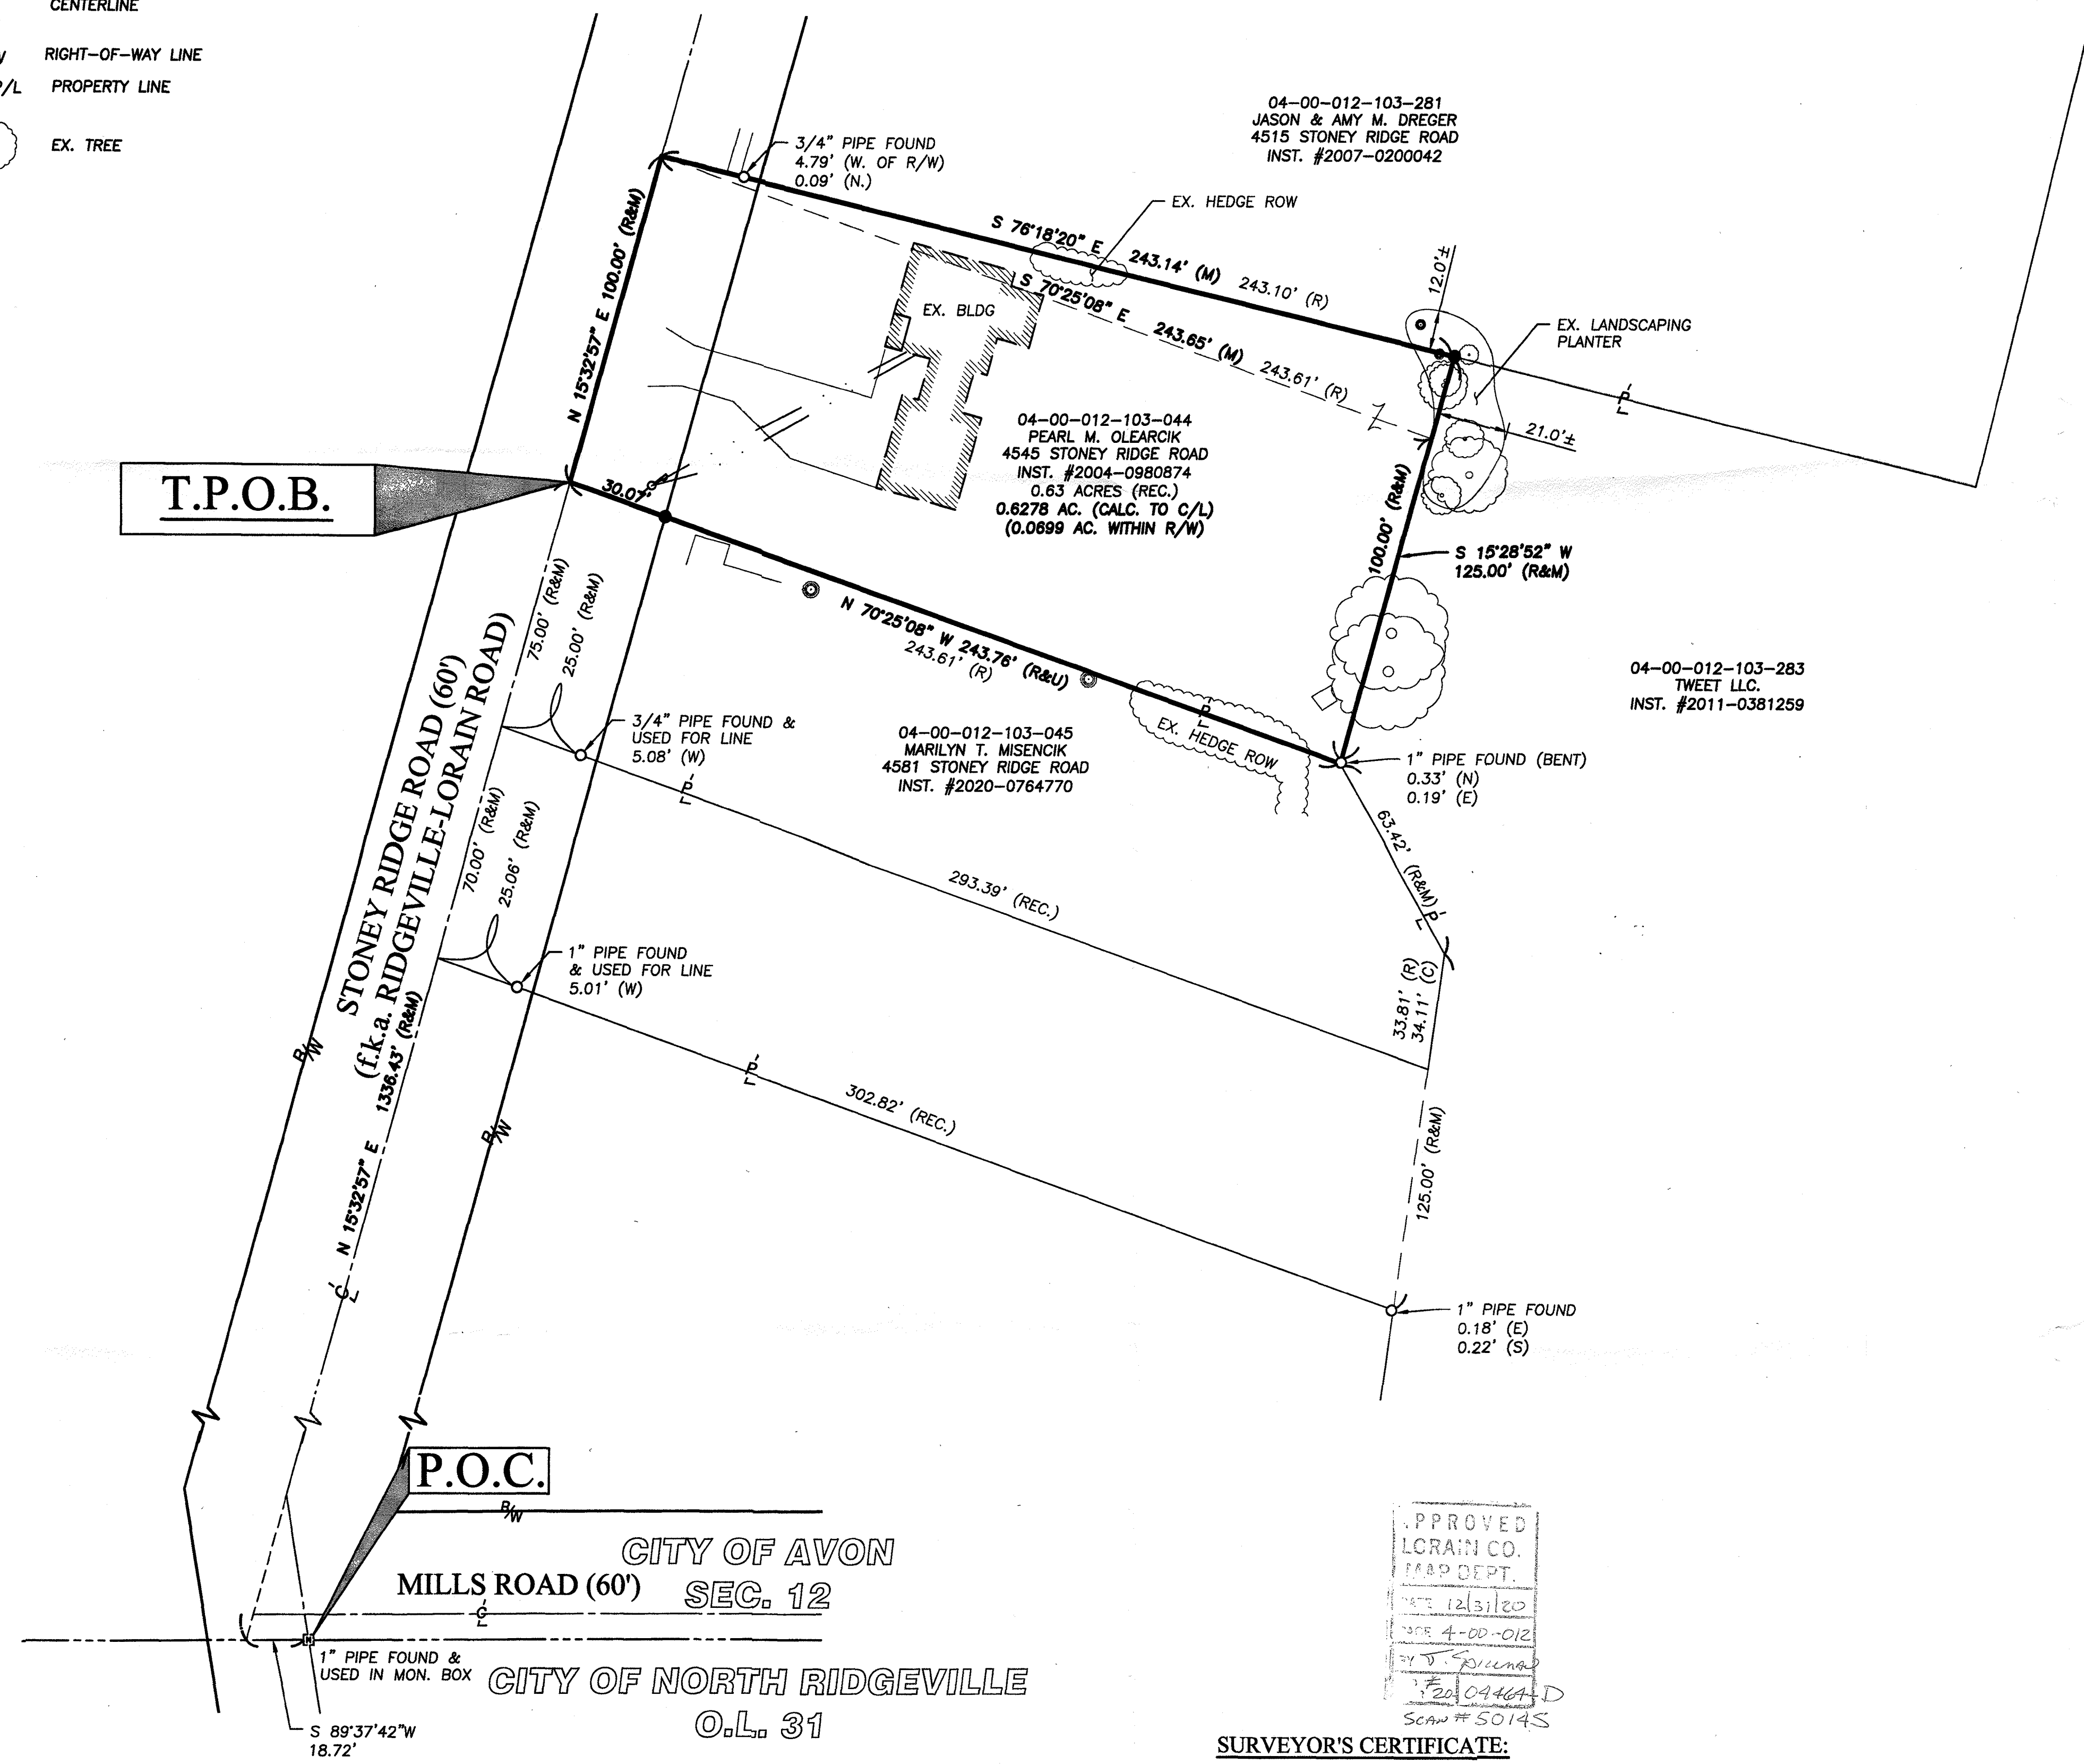 CENTERLINE
RIGHT-OF-WAY LINE
P/L PROPERTY LINE
EX. TREE
04-00-012-103-281
JASON & AMY M. DREGER
4515 STONEY RIDGE ROAD
INST. #2007-0200042
3/4" PIPE FOUND
4.79' (W. OF R/W)
0.09' (N.)
EX. HEDGE ROW
S 76°18'20" E 243.14' (M) 243.10' (R)
12.0'±
EX. LANDSCAPING
PLANTER
N 15°32'57" E 100.00' (R&M)
EX. BLDG
S 70°25'08" E 243.65' (M) 243.61' (R)
P/L
21.0'±
04-00-012-103-044
PEARL M. OLEARCIK
4545 STONEY RIDGE ROAD
INST. #2004-0980874
0.63 ACRES (REC.)
0.6278 AC. (CALC. TO C/L)
(0.0699 AC. WITHIN R/W)
T.P.O.B.
30.07'
100.00' (R&M)
S 15°28'52" W
125.00' (R&M)
75.00' (R&M)
25.00' (R&M)
N 70°25'08" W 243.76' (R&U)
243.61' (R)
04-00-012-103-283
TWEET LLC.
INST. #2011-0381259
STONEY RIDGE ROAD (60')
(f.k.a. RIDGEVILLE-LORAIN ROAD)
3/4" PIPE FOUND &
USED FOR LINE
5.08' (W)
04-00-012-103-045
MARILYN T. MISENCIK
4581 STONEY RIDGE ROAD
INST. #2020-0764770
P/L
EX. HEDGE ROW
1" PIPE FOUND (BENT)
0.33' (N)
0.19' (E)
P/L
70.00' (R&M)
25.06' (R&M)
63.42' (R&M)
P/L
293.39' (REC.)
1" PIPE FOUND
& USED FOR LINE
5.01' (W)
33.81' (R)
34.11' (C)
R/W
P/L
302.82' (REC.)
R/W
N 15°32'57" E 1336.43' (R&M)
125.00' (R&M)
C/L
1" PIPE FOUND
0.18' (E)
0.22' (S)
P.O.C.
R/W
CITY OF AVON
SEC. 12
MILLS ROAD (60')
C/L
1" PIPE FOUND &
USED IN MON. BOX
CITY OF NORTH RIDGEVILLE
O.L. 31
S 89°37'42"W
18.72'
APPROVED
LORAIN CO.
MAP DEPT.
DATE 12/31/20
PAGE 4-00-012
BY J. Spillman
# 20-04464-D
SCAN # 50145
SURVEYOR'S CERTIFICATE: